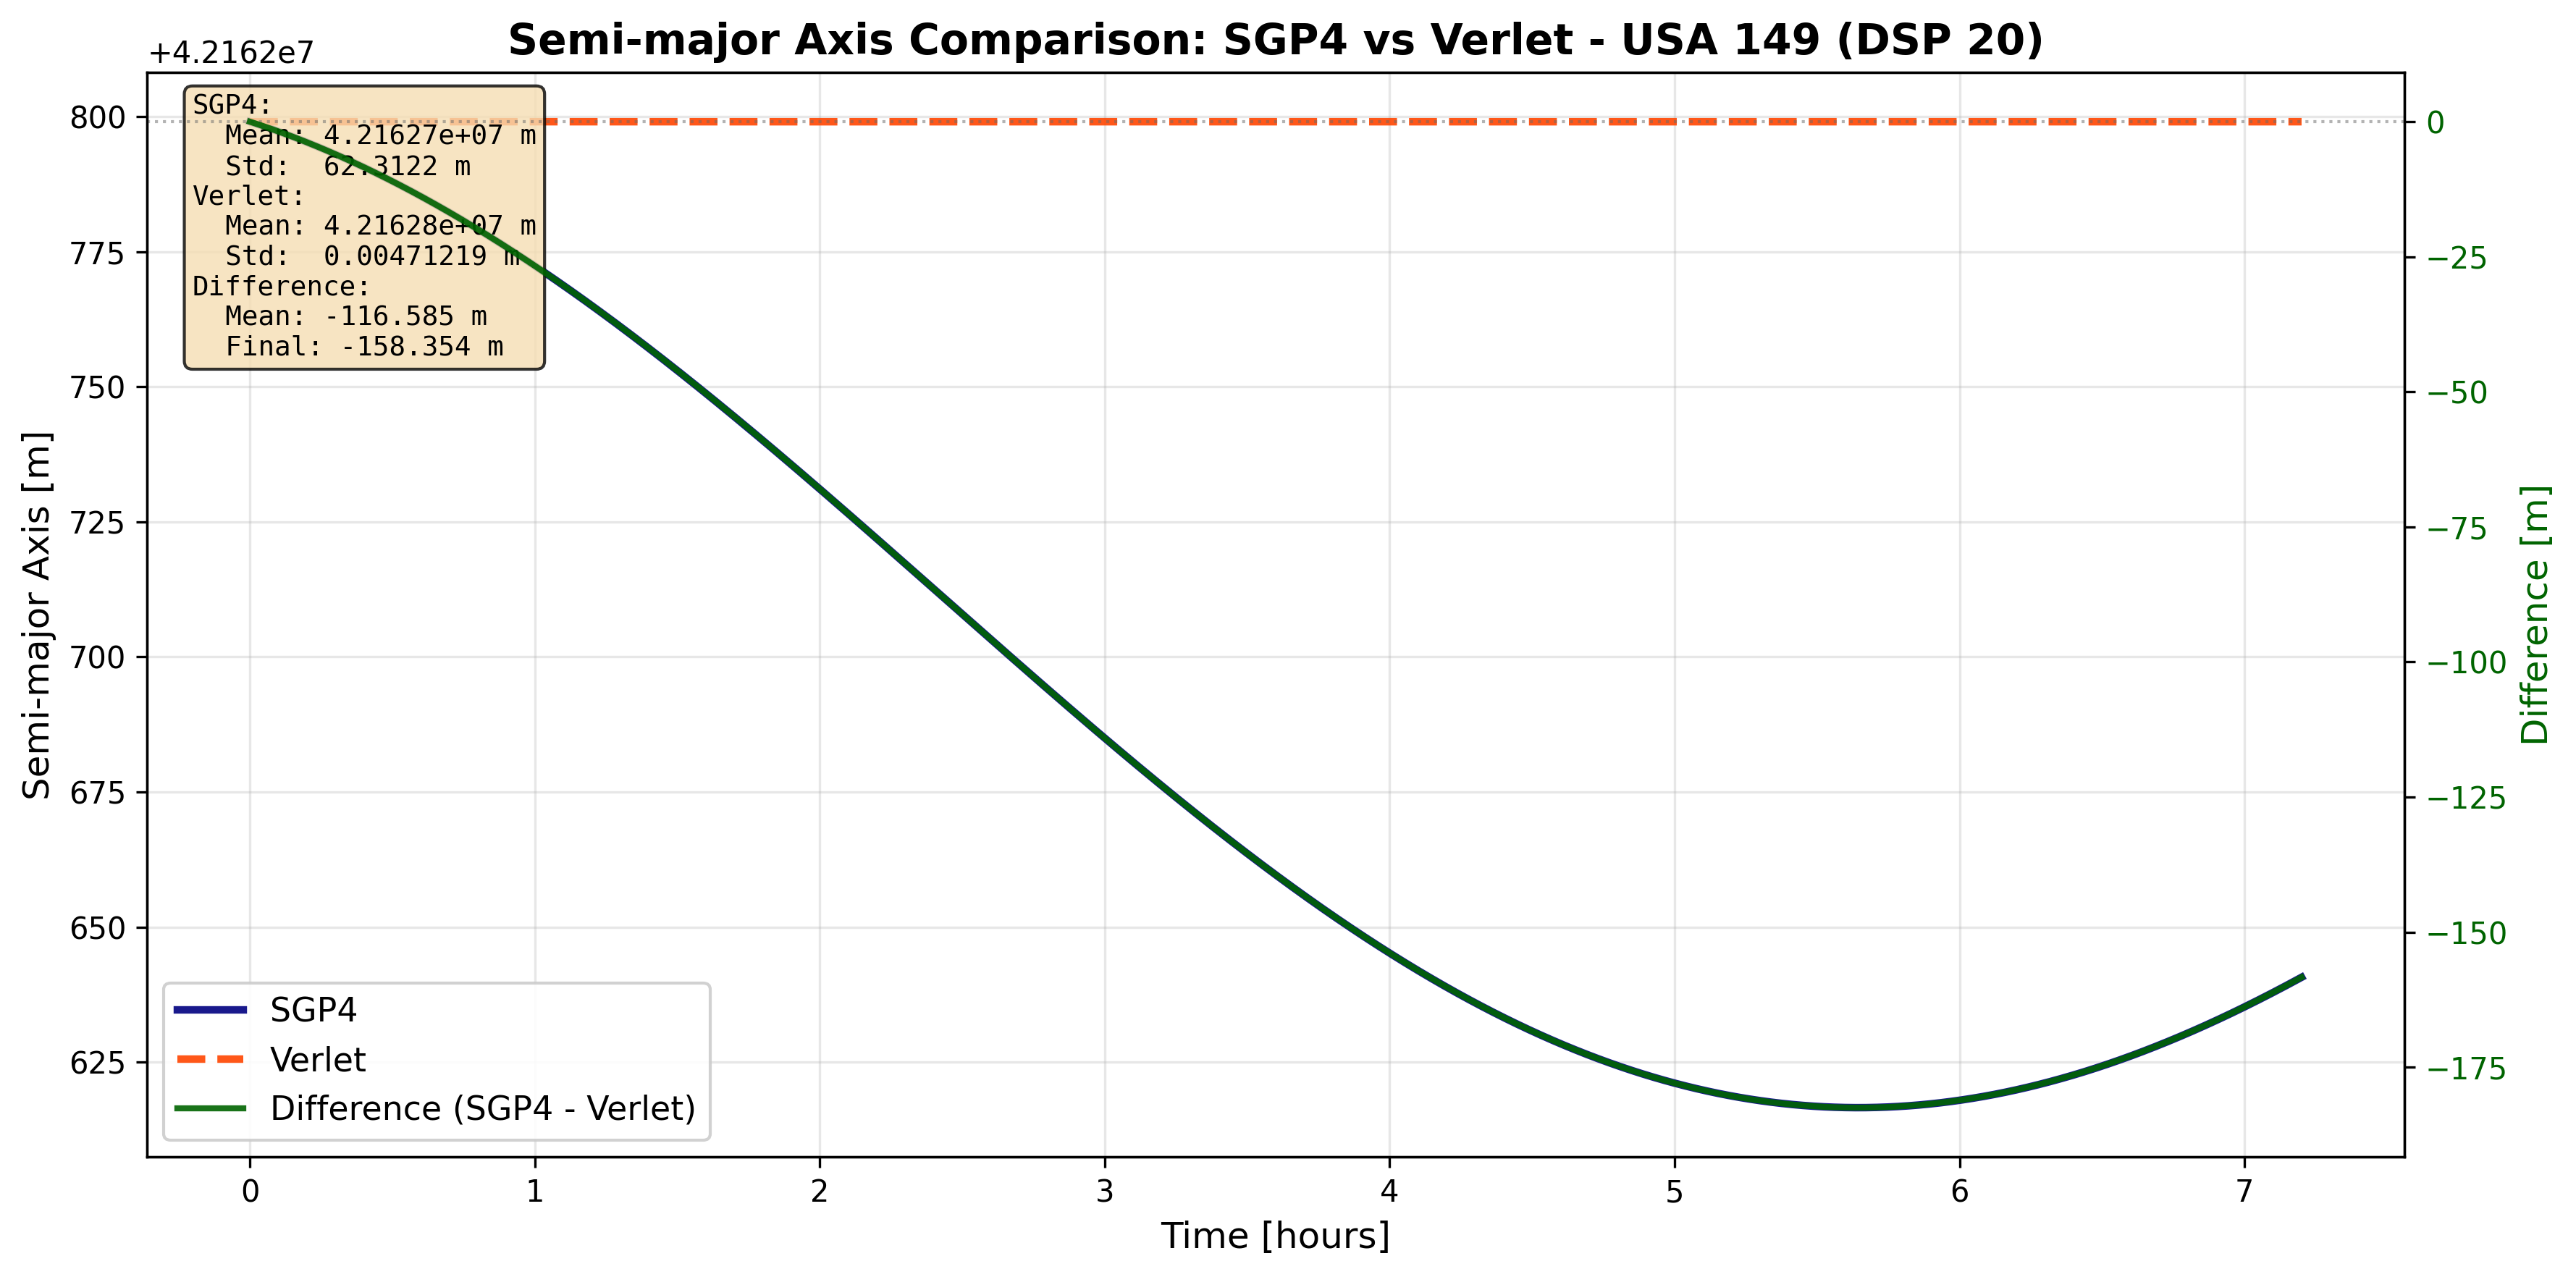 Semi-major Axis Comparison: SGP4 vs Verlet - USA 149 (DSP 20)
+4.2162e7
SGP4:
Mean: 4.21627e+07 m
Std: 62.3122 m
Verlet:
Mean: 4.21628e+07 m
Std: 0.00471219 m
Difference:
Mean: -116.585 m
Final: -158.354 m
Semi-major Axis [m]
800
775
750
725
700
675
650
625
0
−25
−50
−75
−100
−125
−150
−175
Difference [m]
SGP4
Verlet
Difference (SGP4 - Verlet)
0 1 2 3 4 5 6 7
Time [hours]